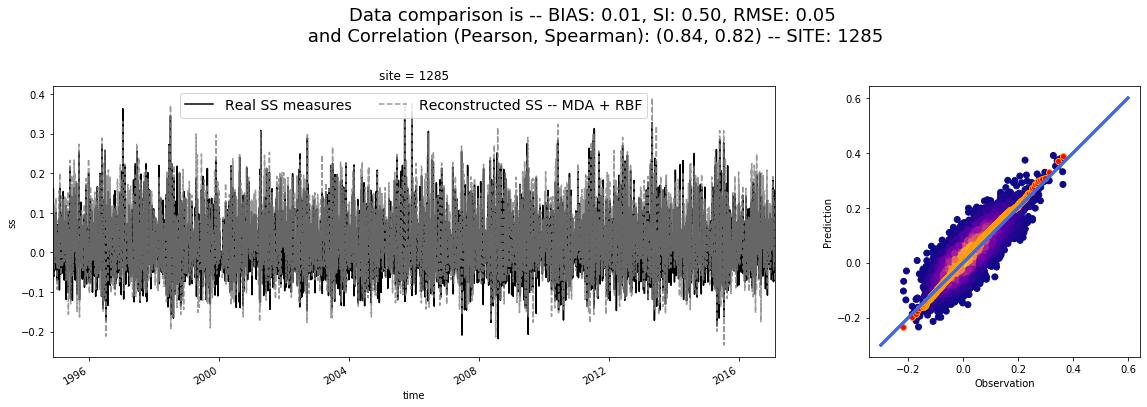 Data comparison is -- BIAS: 0.01, SI: 0.50, RMSE: 0.05
and Correlation (Pearson, Spearman): (0.84, 0.82) -- SITE: 1285
site = 1285
Real SS measures
Reconstructed SS -- MDA + RBF
ss
0.4
0.3
0.2
0.1
0.0
−0.1
−0.2
1996
2000
2004
2008
2012
2016
time
Prediction
0.6
0.4
0.2
0.0
−0.2
−0.2
0.0
0.2
0.4
0.6
Observation